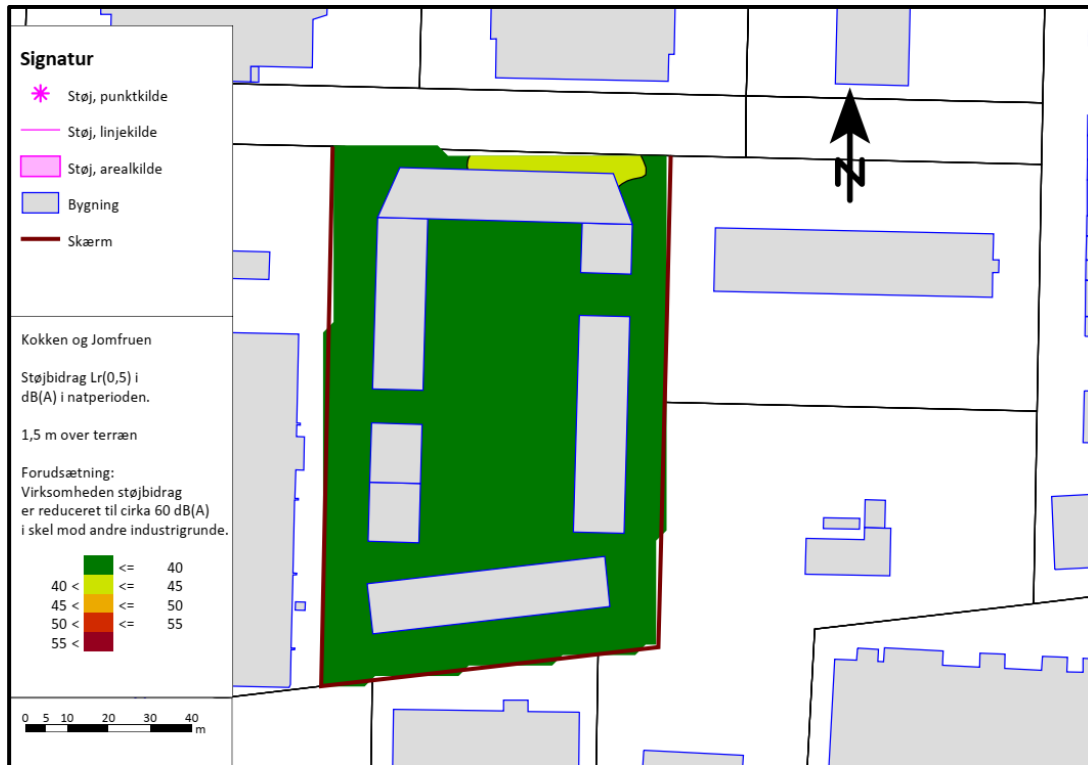 Signatur
Støj, punktkilde
Støj, linjekilde
Støj, arealkilde
Bygning
Skærm
Kokken og Jomfruen
Støjbidrag Lr(0,5) i
dB(A) i natperioden.
1,5 m over terræn
Forudsætning:
Virksomheden støjbidrag
er reduceret til cirka 60 dB(A)
i skel mod andre industrigrunde.
<= 40
40 < <= 45
45 < <= 50
50 < <= 55
55 <
0 5 10 20 30 40
m
N